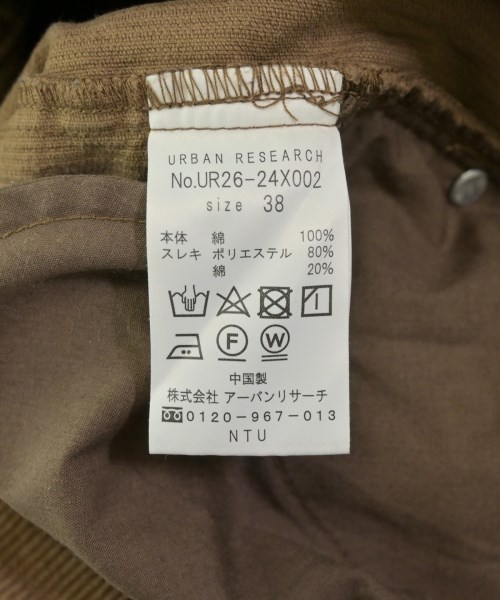 URBAN RESEARCH
No.UR26-24X002
size 38
本体 綿 100%
スレキ ポリエステル 80%
綿 20%
F W
中国製
株式会社 アーバンリサーチ
0120-967-013
NTU